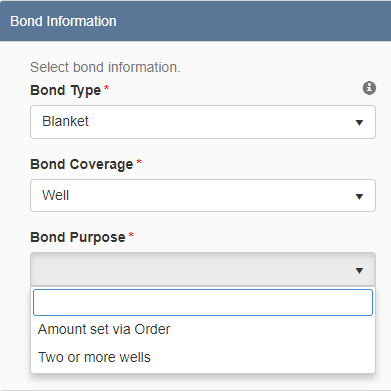 Bond Information
Select bond information.
Bond Type *
Blanket
Bond Coverage *
Well
Bond Purpose *
Amount set via Order
Two or more wells